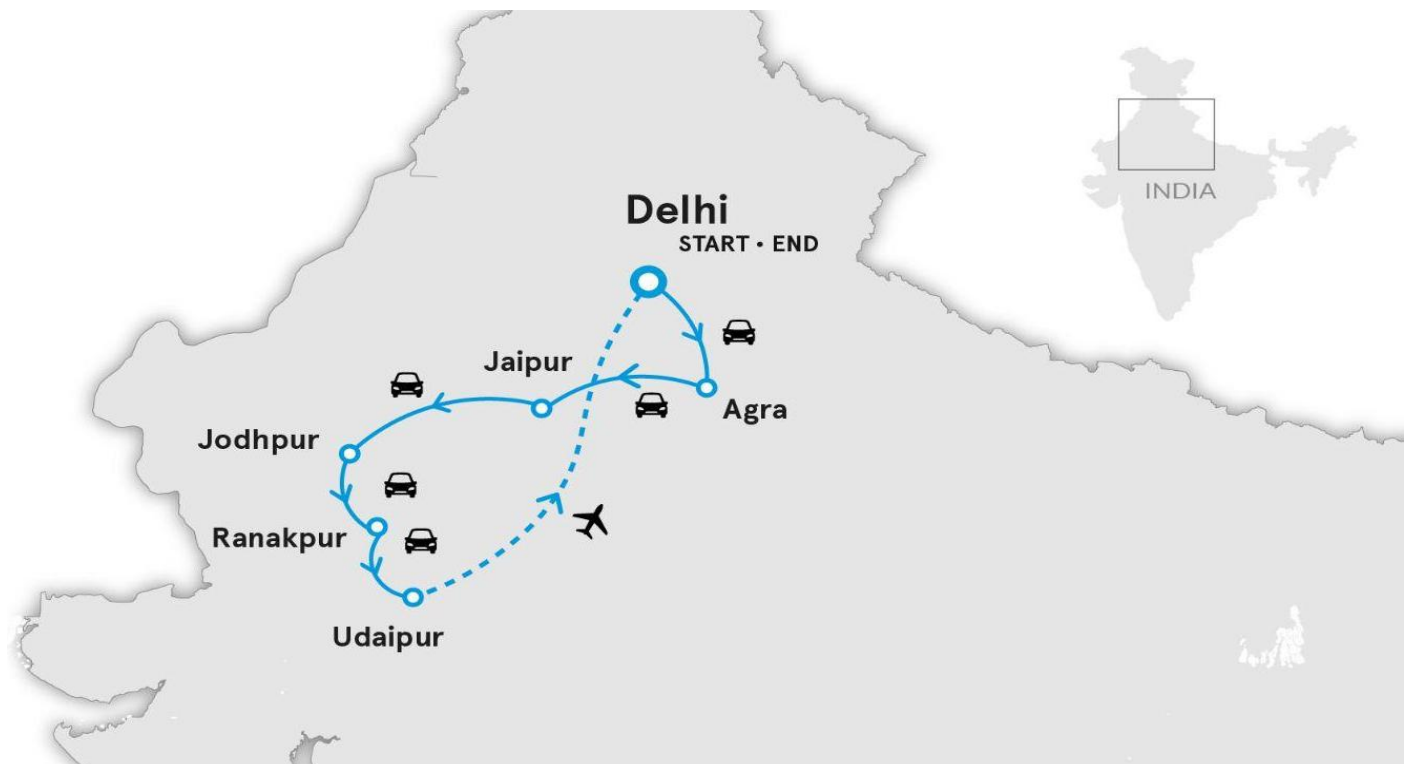 INDIA
Delhi
START • END
Jaipur
Agra
Jodhpur
Ranakpur
Udaipur